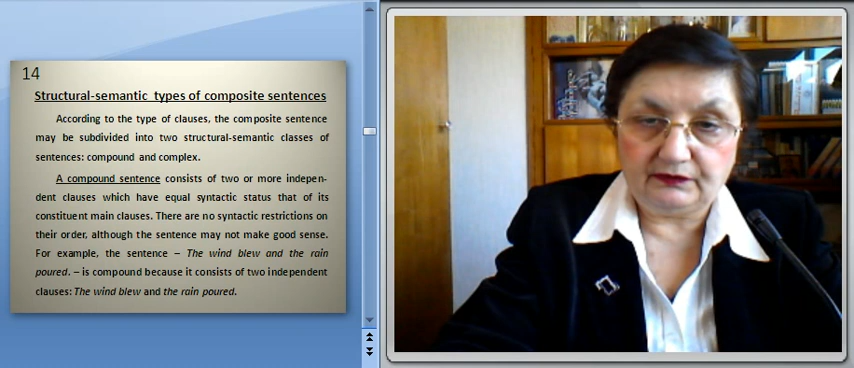 14
Structural-semantic types of composite sentences
According to the type of clauses, the composite sentence
may be subdivided into two structural-semantic classes of
sentences: compound and complex.
A compound sentence consists of two or more indepen-
dent clauses which have equal syntactic status that of its
constituent main clauses. There are no syntactic restrictions on
their order, although the sentence may not make good sense.
For example, the sentence – The wind blew and the rain
poured. – is compound because it consists of two independent
clauses: The wind blew and the rain poured.